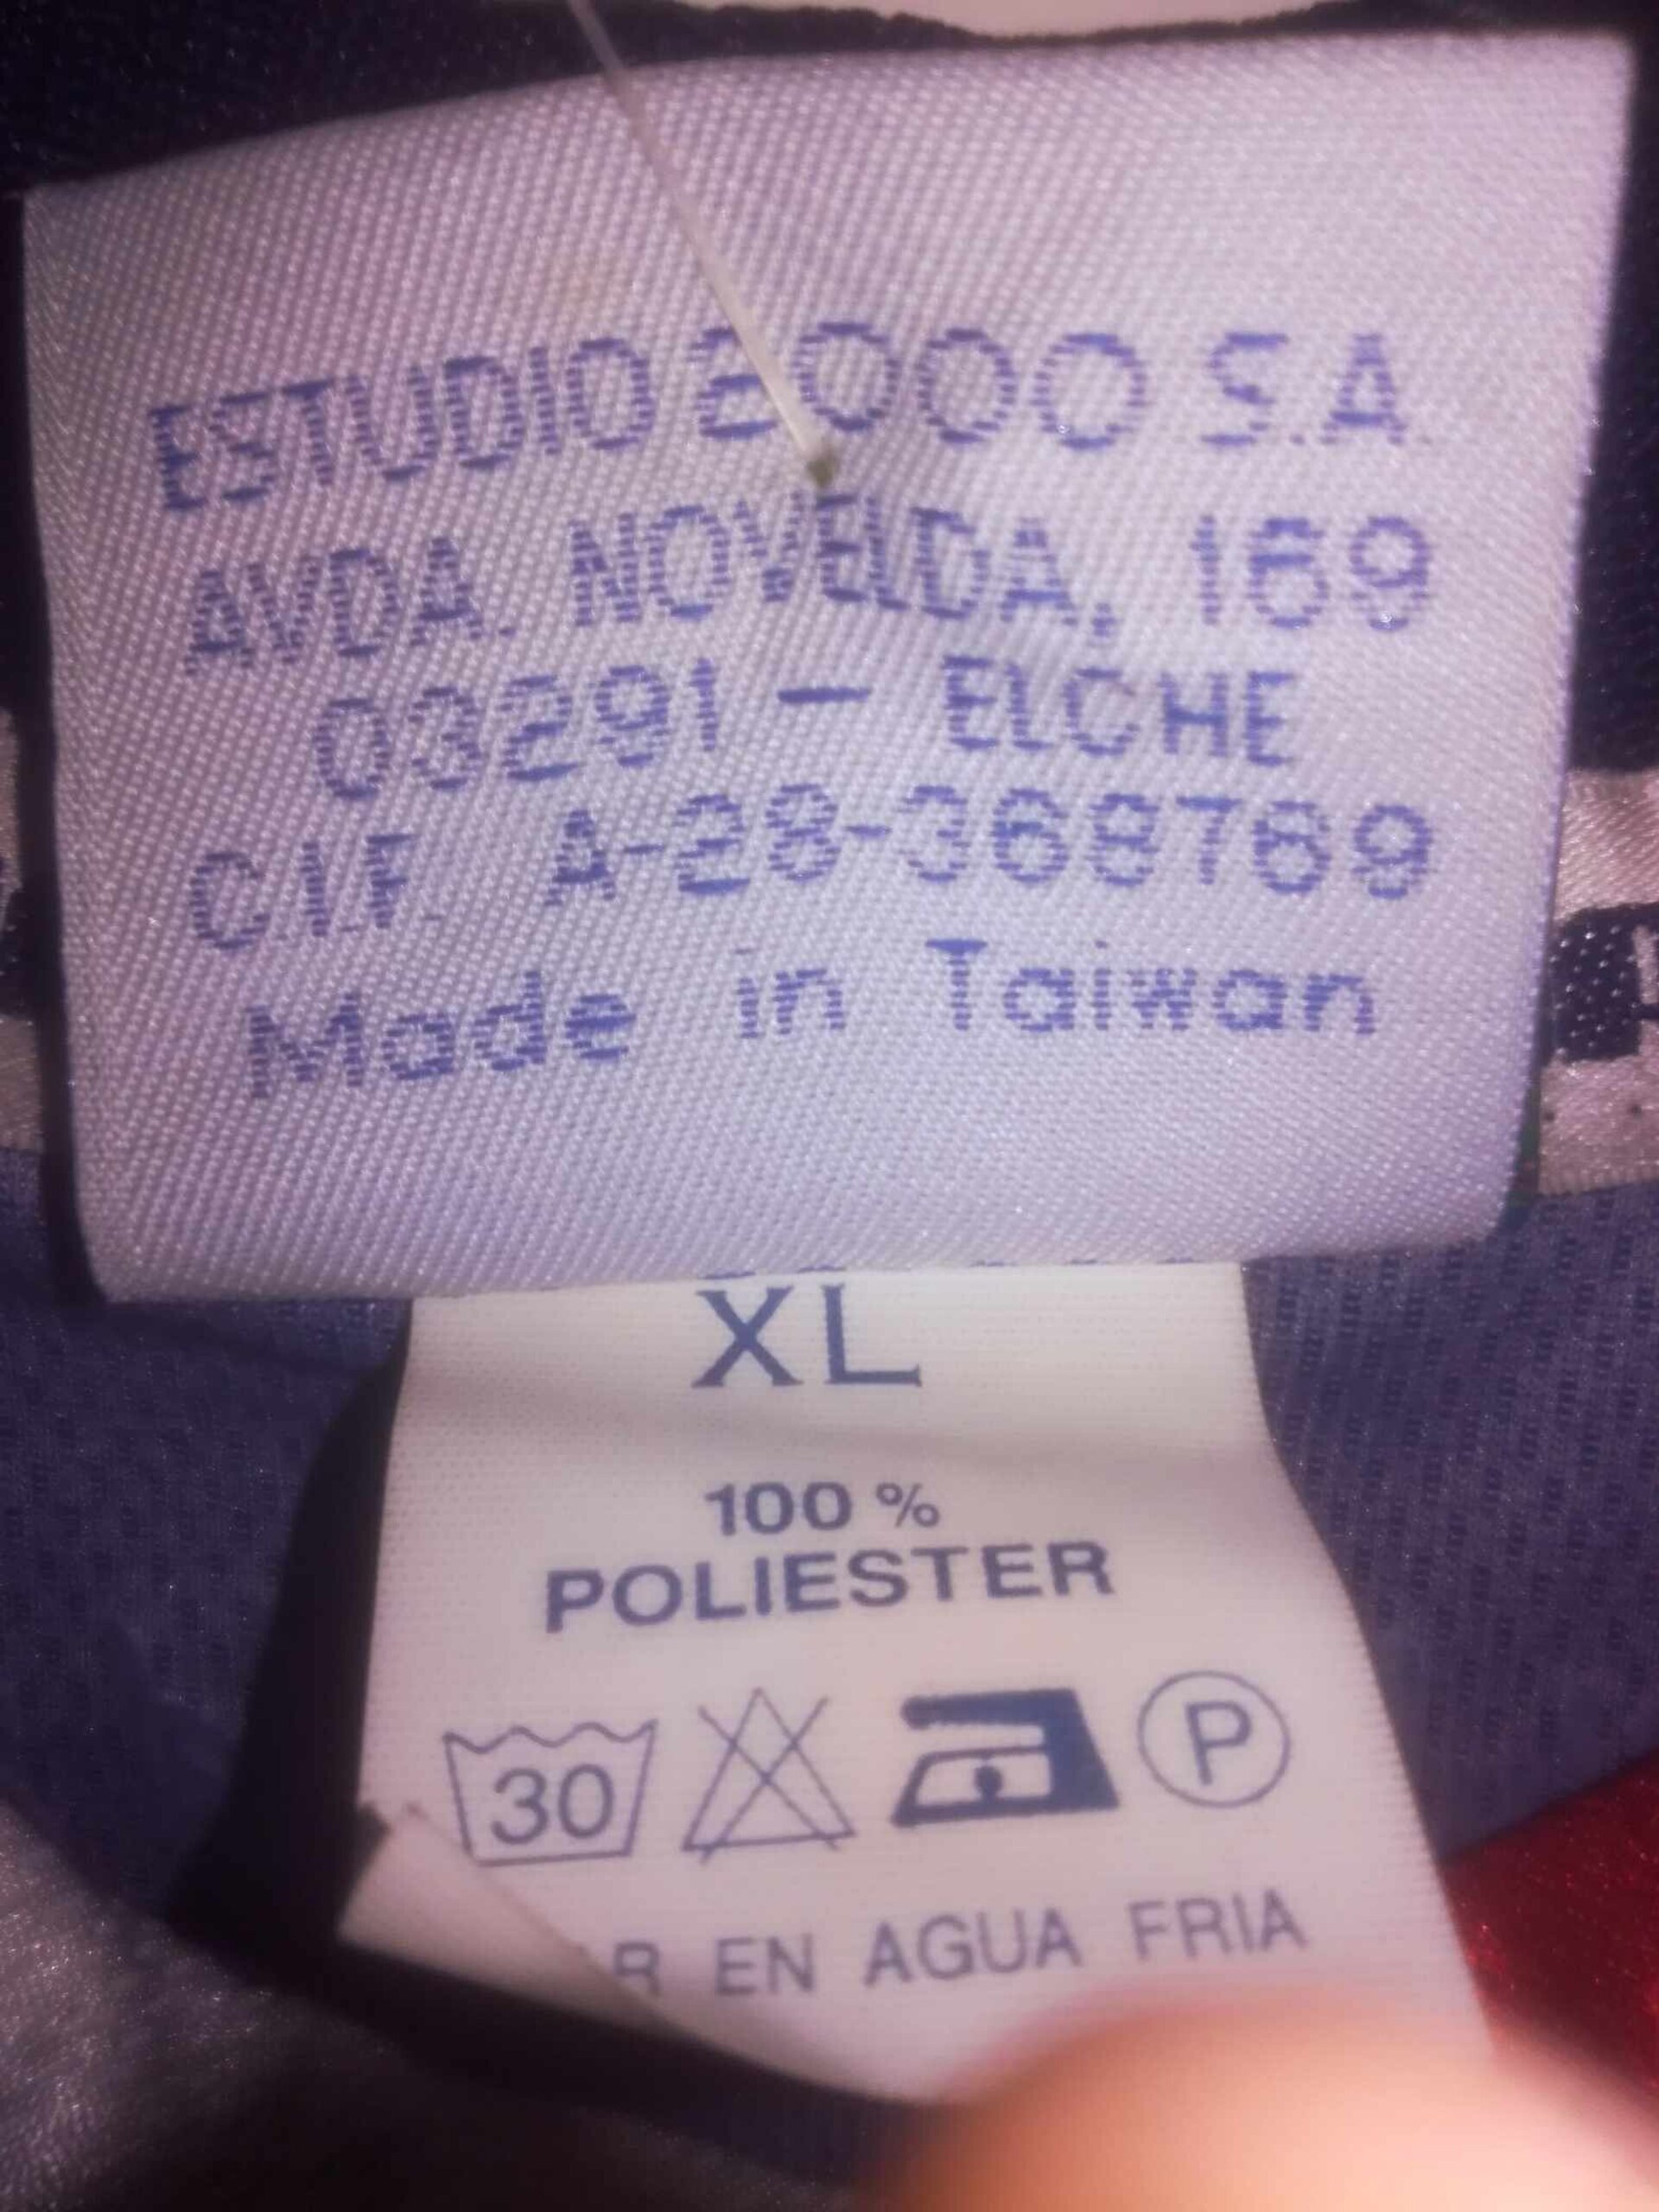 ESTUDIO 2000 S.A.
AVDA. NOVELDA, 169
03291 - ELCHE
C.I.F. A-28-368769
Made in Taiwan
XL
100 %
POLIESTER
30 P
EN AGUA FRIA